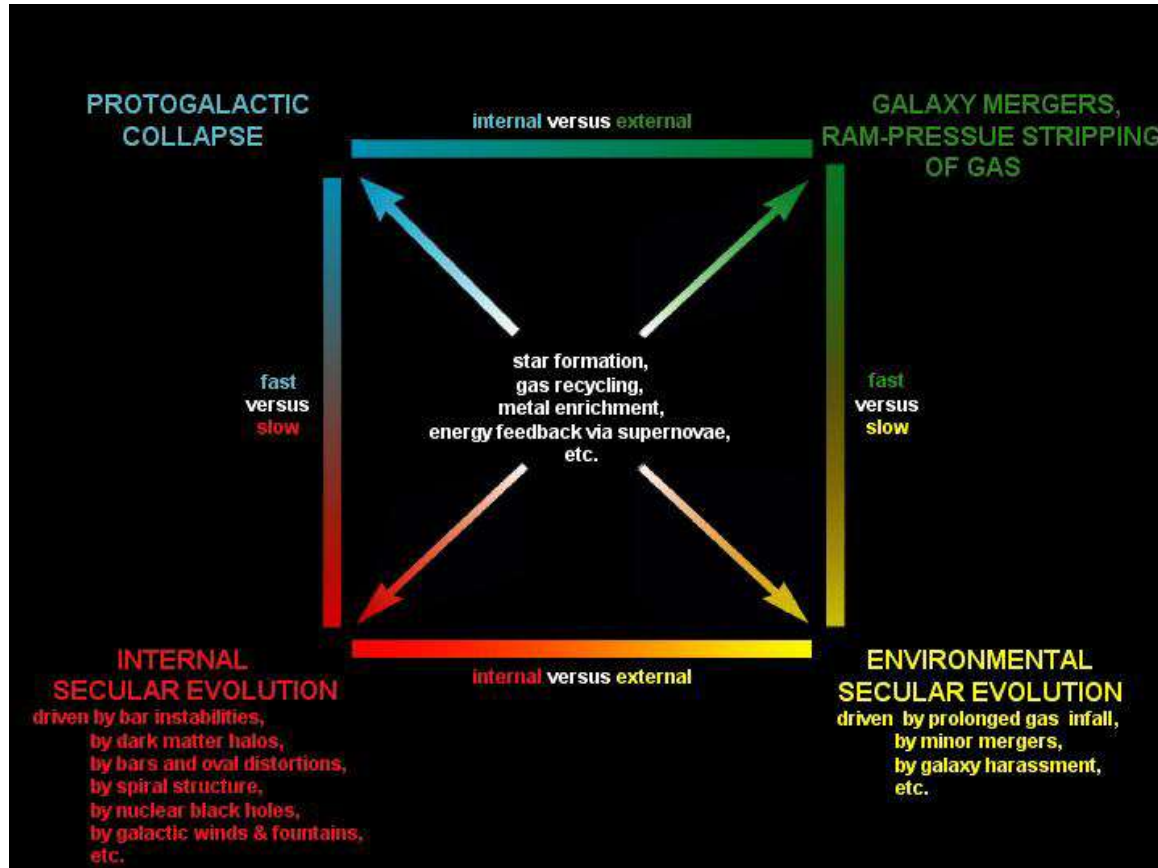 PROTOGALACTIC
COLLAPSE
internal versus external
GALAXY MERGERS,
RAM-PRESSUE STRIPPING
OF GAS
fast
versus
slow
star formation,
gas recycling,
metal enrichment,
energy feedback via supernovae,
etc.
fast
versus
slow
INTERNAL
SECULAR EVOLUTION
driven by bar instabilities,
by dark matter halos,
by bars and oval distortions,
by spiral structure,
by nuclear black holes,
by galactic winds & fountains,
etc.
internal versus external
ENVIRONMENTAL
SECULAR EVOLUTION
driven by prolonged gas infall,
by minor mergers,
by galaxy harassment,
etc.